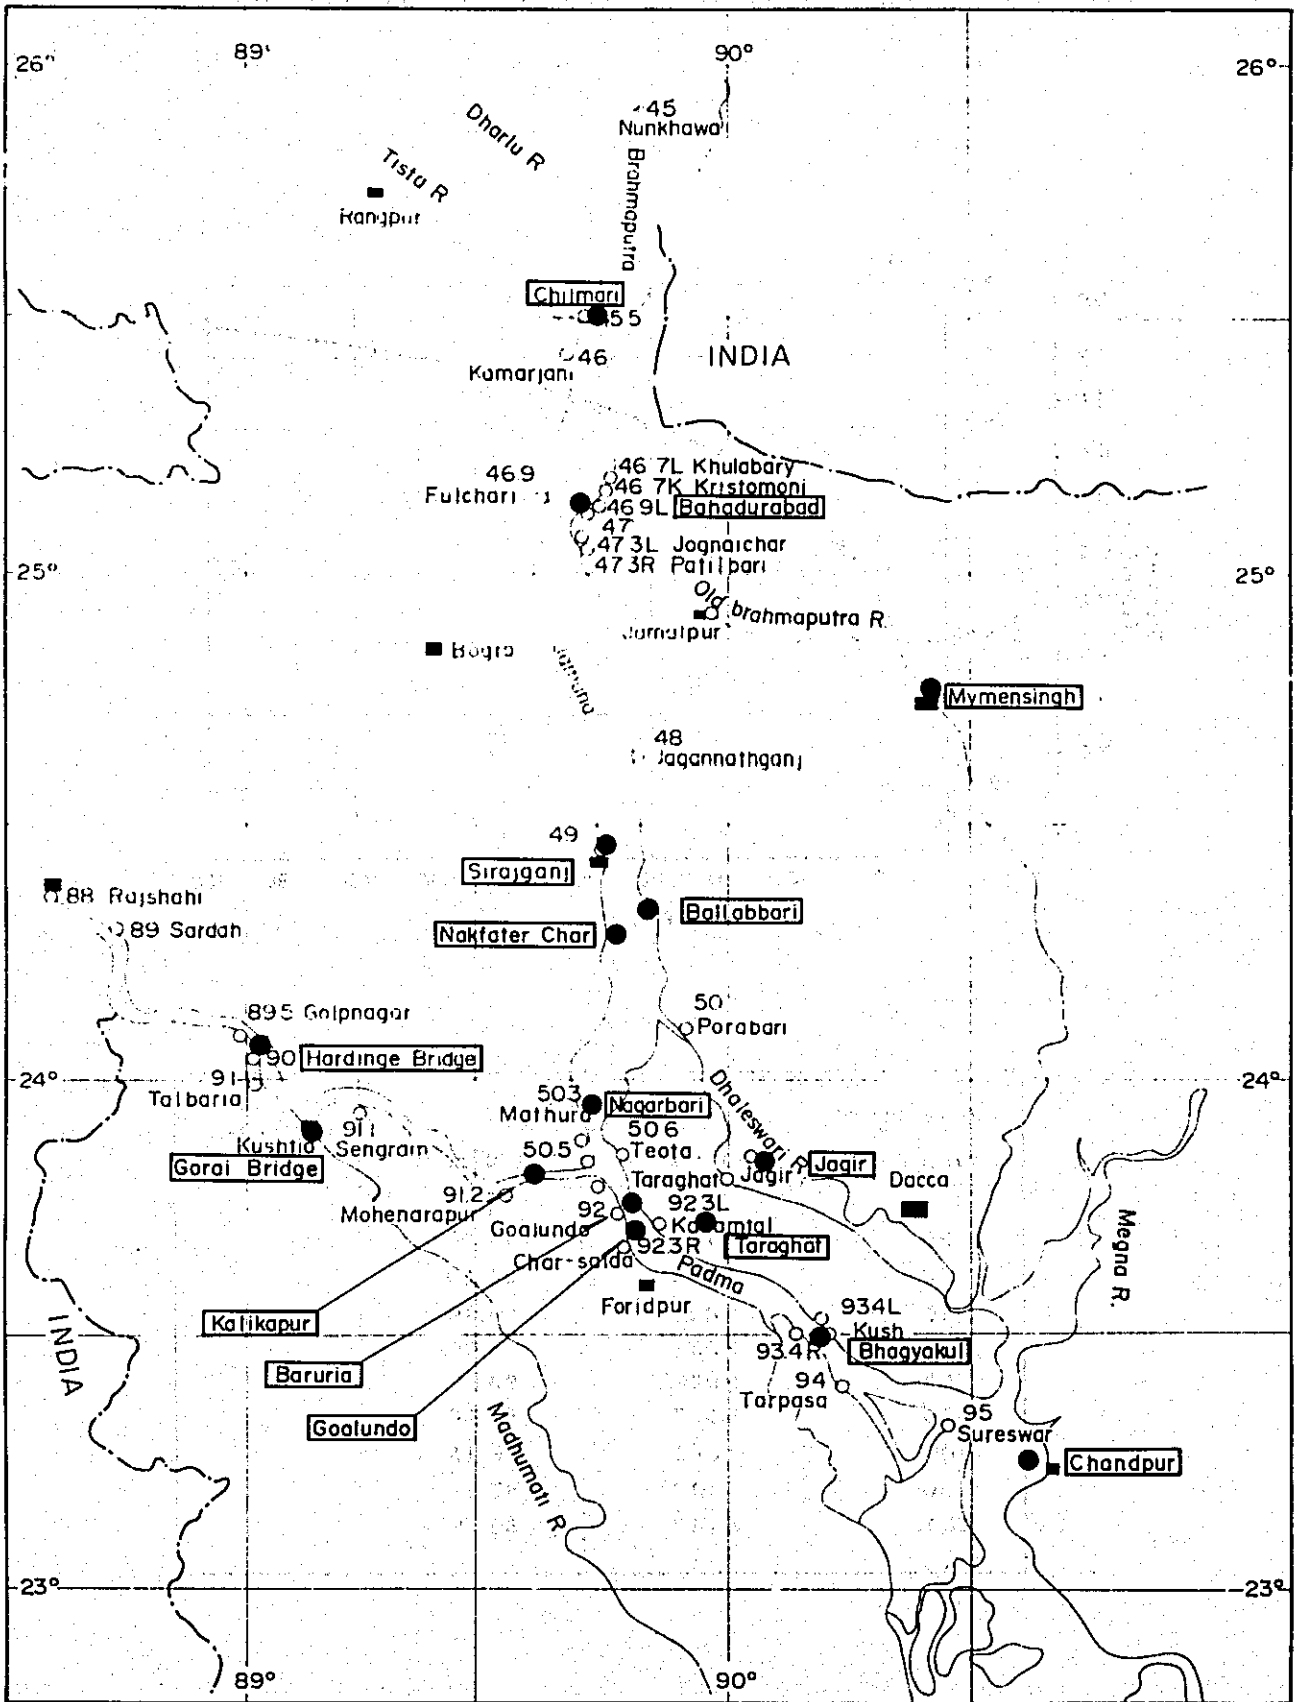 89°
90°
26°
26°
45
Nunkhawa
Dharlu R
Tista R
Brahmaputra
Rangpur
Chilmari
55
46
Kamarjani
INDIA
46.9
46 7L Khulabary
Fulchari
46 7K Kristomoni
46 9L
Bahadurabad
47
47 3L Jognaichar
25°
47 3R Patilbari
25°
Old brahmaputra R.
Jamalpur
Bogra
Jamuna
Mymensingh
48
Jagannathganj
49
Sirajganj
88 Rajshahi
Ballabbari
89 Sardah
Nakfater Char
50
89.5 Golpnagar
Porabari
90
Hardinge Bridge
24°
91
24°
Talbaria
Dhaleswari R.
50.3
Nagarbari
Mathura
50 6
Kushtia
91.1
Sengram
50.5
Teota
Gorai Bridge
Taraghat
Jagir
Jagir
Dacca
91.2
Mohenarapur
92
92.3L
Kanamtal
Goalundo
92.3R
Taraghat
Char-saida
Padma
Megna R.
Foridpur
Kalikapur
93.4L
Kush
INDIA
93.4R
Bhagyakul
Baruria
94
Tarpasa
Goalundo
95
Sureswar
Madhumati R
Chandpur
23°
23°
89°
90°